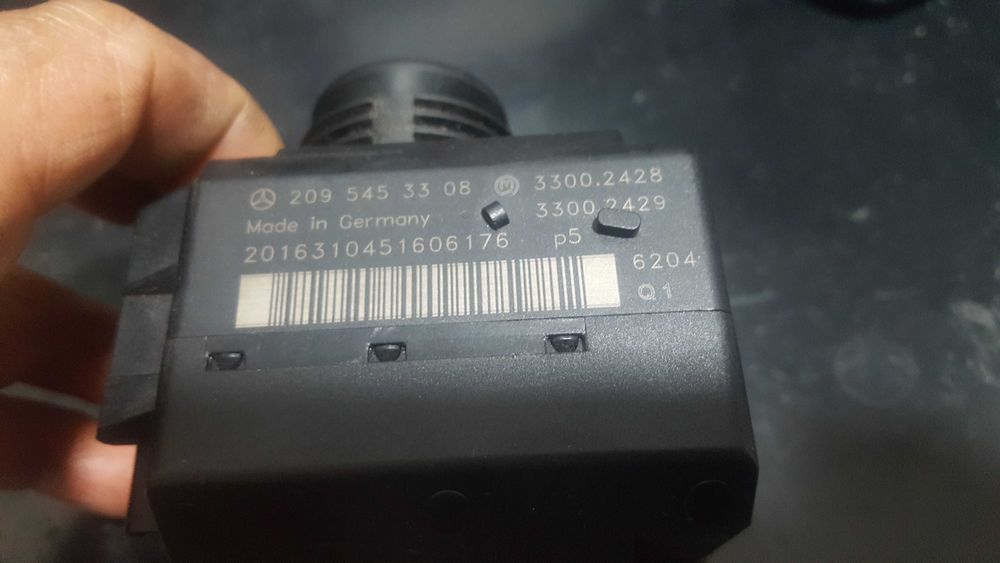 209 545 33 08 M 3300.2428
Made in Germany 3300.2429
2016310451606176 p5
6204
Q1